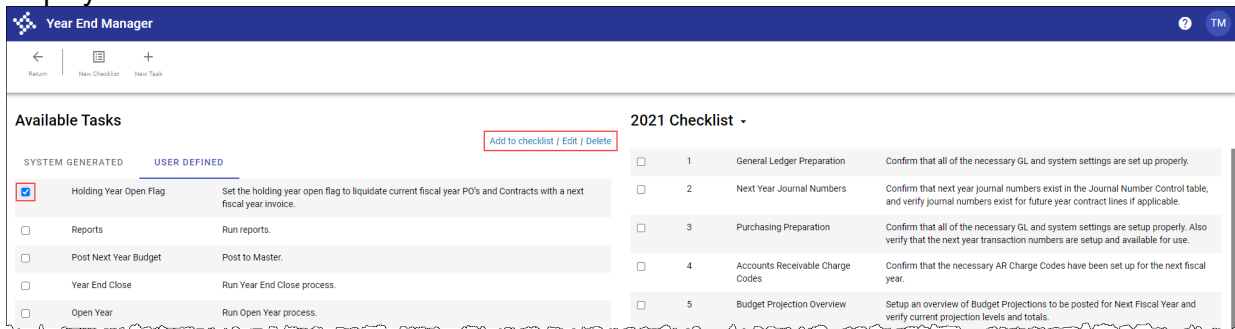 Year End Manager
? TM
Return New Checklist New Task
Available Tasks
Add to checklist / Edit / Delete
SYSTEM GENERATED USER DEFINED
Holding Year Open Flag Set the holding year open flag to liquidate current fiscal year PO's and Contracts with a next
fiscal year invoice.
Reports Run reports.
Post Next Year Budget Post to Master.
Year End Close Run Year End Close process.
Open Year Run Open Year process.
2021 Checklist
1 General Ledger Preparation Confirm that all of the necessary GL and system settings are set up properly.
2 Next Year Journal Numbers Confirm that next year journal numbers exist in the Journal Number Control table,
and verify journal numbers exist for future year contract lines if applicable.
3 Purchasing Preparation Confirm that all of the necessary GL and system settings are setup properly. Also
verify that the next year transaction numbers are setup and available for use.
4 Accounts Receivable Charge Confirm that the necessary AR Charge Codes have been set up for the next fiscal
Codes year.
5 Budget Projection Overview Setup an overview of Budget Projections to be posted for Next Fiscal Year and
verify current projection levels and totals.